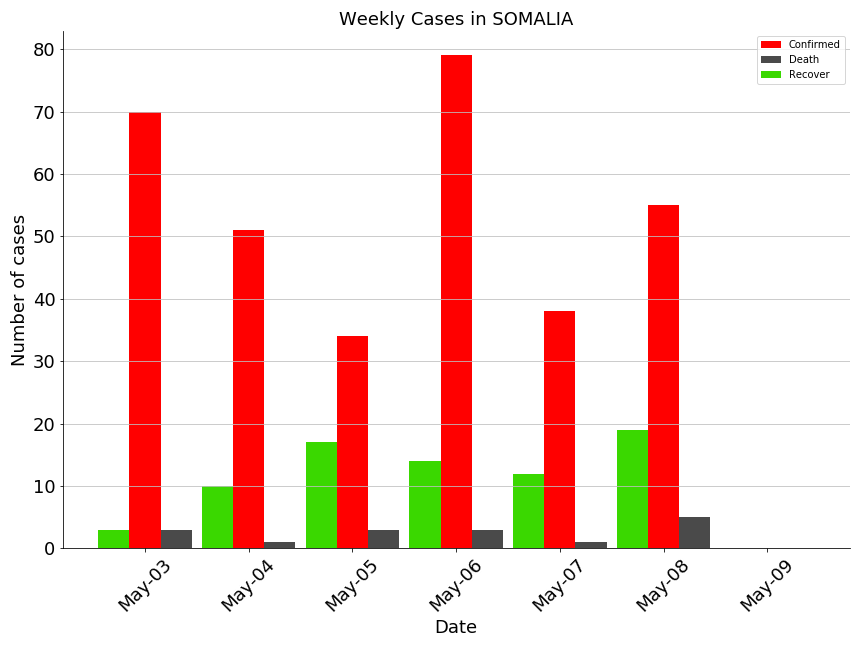 Weekly Cases in SOMALIA
Confirmed
Death
Recover
Number of cases
80
70
60
50
40
30
20
10
0
May-03
May-04
May-05
May-06
May-07
May-08
May-09
Date